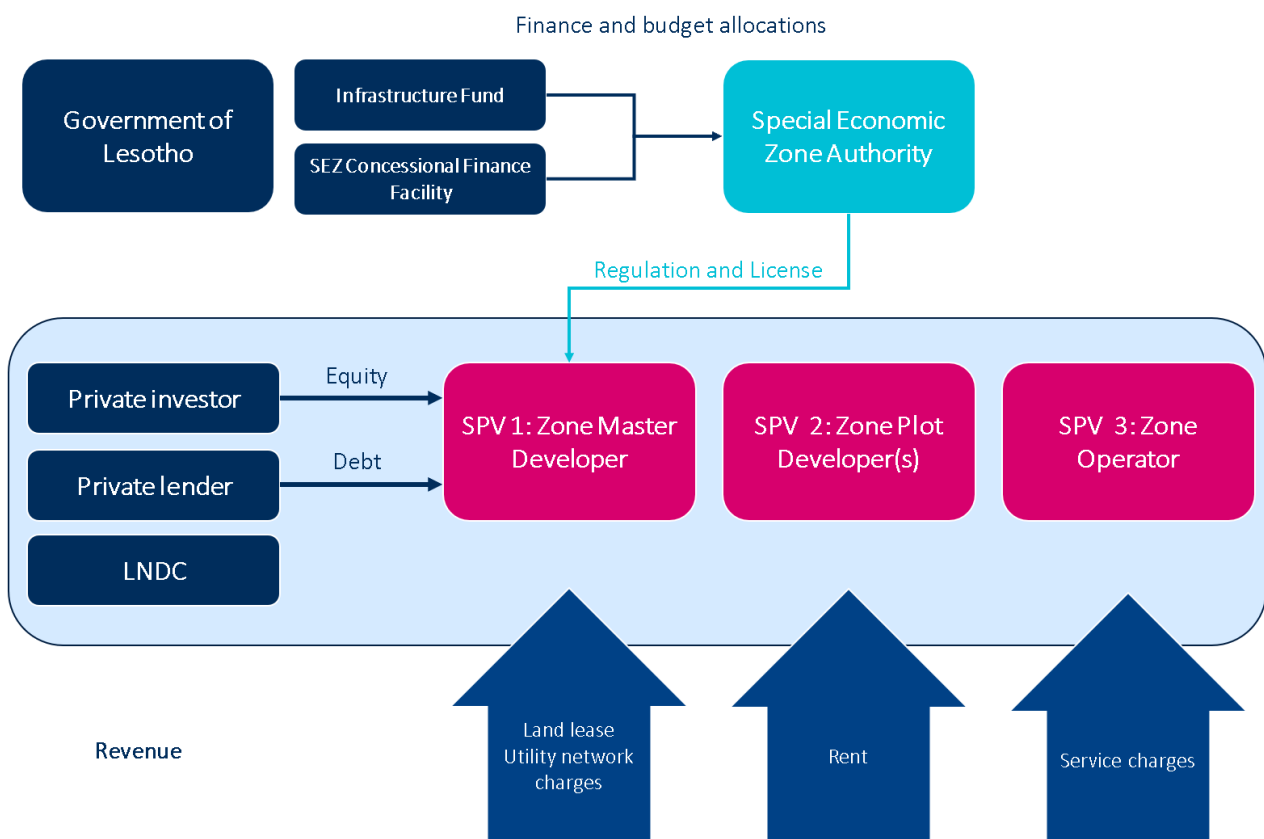 Finance and budget allocations
Government of
Lesotho
Infrastructure Fund
SEZ Concessional Finance
Facility
Special Economic
Zone Authority
Regulation and License
Private investor
Equity
Private lender
Debt
LNDC
SPV 1: Zone Master
Developer
SPV 2: Zone Plot
Developer(s)
SPV 3: Zone
Operator
Revenue
Land lease
Utility network
charges
Rent
Service charges